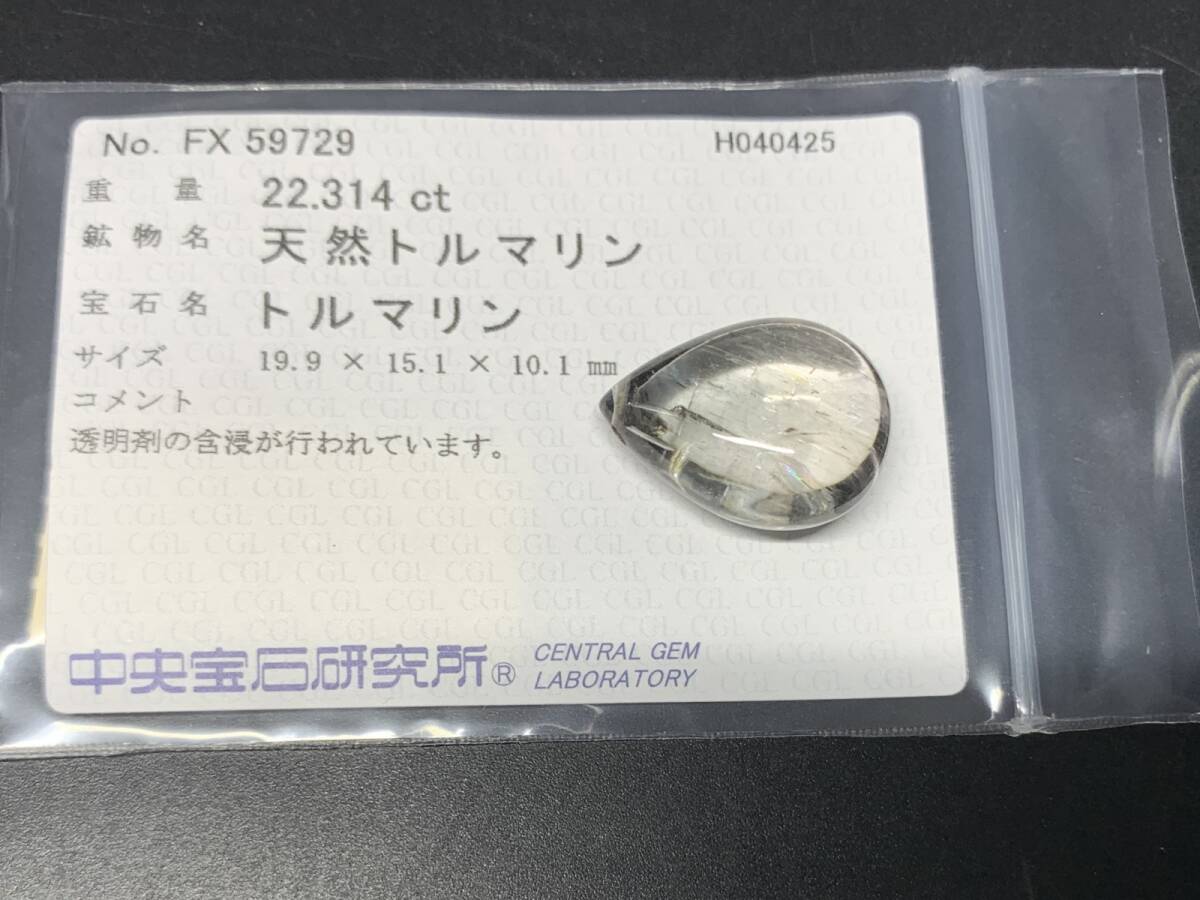 No. FX 59729 H040425
重 量 22.314 ct
鉱 物 名 天 然 トルマリン
宝 石 名 トルマリン
サイズ 19.9 × 15.1 × 10.1 mm
コメント
透明剤の含浸が行われています。
中央宝石研究所® CENTRAL GEM
LABORATORY